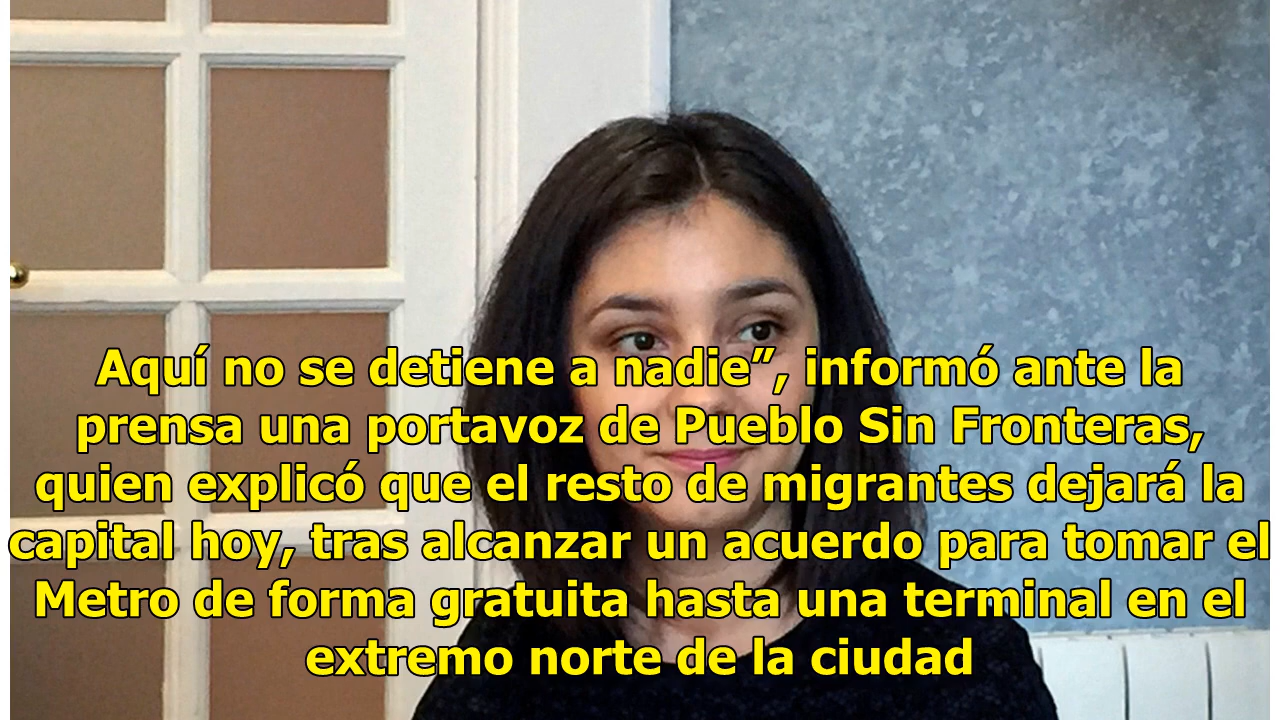 Aquí no se detiene a nadie”, informó ante la
prensa una portavoz de Pueblo Sin Fronteras,
quien explicó que el resto de migrantes dejará la
capital hoy, tras alcanzar un acuerdo para tomar el
Metro de forma gratuita hasta una terminal en el
extremo norte de la ciudad